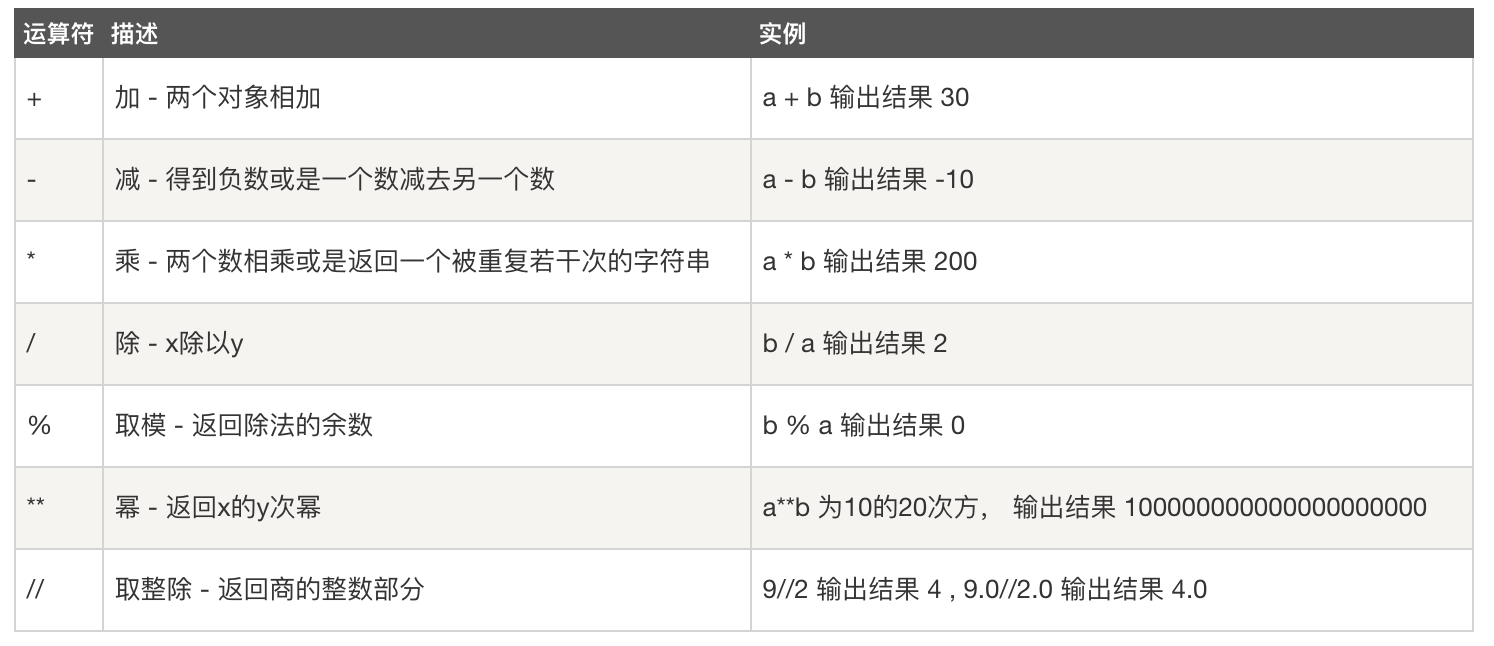 运算符 描述 实例
+ 加 - 两个对象相加 a + b 输出结果 30
- 减 - 得到负数或是一个数减去另一个数 a - b 输出结果 -10
* 乘 - 两个数相乘或是返回一个被重复若干次的字符串 a * b 输出结果 200
/ 除 - x除以y b / a 输出结果 2
% 取模 - 返回除法的余数 b % a 输出结果 0
** 幂 - 返回x的y次幂 a**b 为10的20次方， 输出结果 100000000000000000000
// 取整除 - 返回商的整数部分 9//2 输出结果 4 , 9.0//2.0 输出结果 4.0